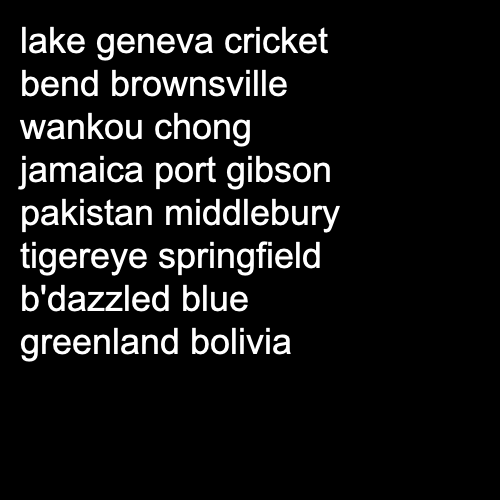 lake geneva cricket
bend brownsville
wankou chong
jamaica port gibson
pakistan middlebury
tigereye springfield
b'dazzled blue
greenland bolivia